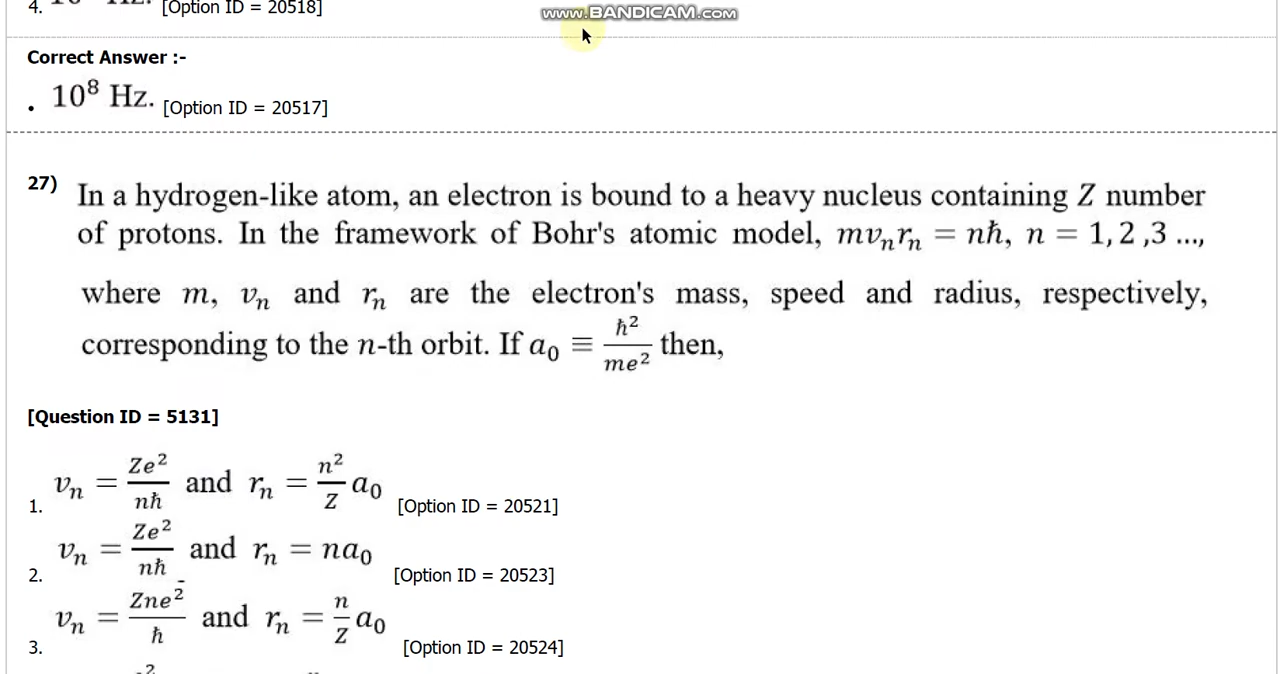 4. Hz. [Option ID = 20518]
www.BANDICAM.com
Correct Answer :-
• 10⁸ Hz. [Option ID = 20517]
27) In a hydrogen-like atom, an electron is bound to a heavy nucleus containing Z number
of protons. In the framework of Bohr's atomic model, mvₙrₙ = nħ, n = 1, 2 ,3 ...,
where m, vₙ and rₙ are the electron's mass, speed and radius, respectively,
corresponding to the n-th orbit. If a₀ ≡ ħ²/me² then,
[Question ID = 5131]
1. vₙ = Ze²/nħ and rₙ = n²/Z a₀ [Option ID = 20521]
2. vₙ = Ze²/nħ and rₙ = na₀ [Option ID = 20523]
3. vₙ = Zne²/ħ and rₙ = n/Z a₀ [Option ID = 20524]